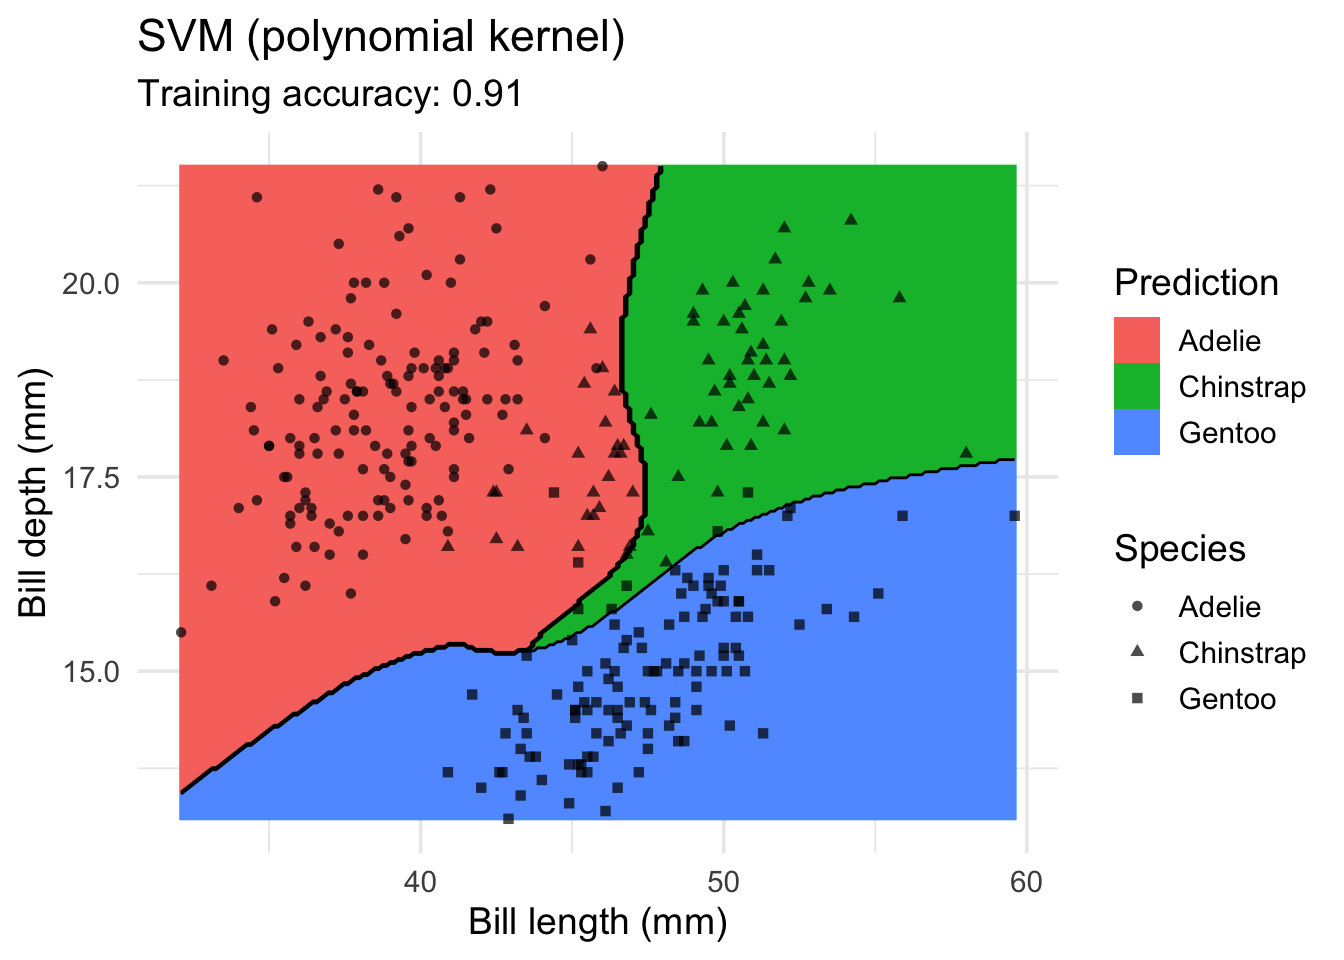 SVM (polynomial kernel)
Training accuracy: 0.91
20.0
17.5
15.0
Bill depth (mm)
40
50
60
Bill length (mm)
Prediction
Adelie
Chinstrap
Gentoo
Species
Adelie
Chinstrap
Gentoo